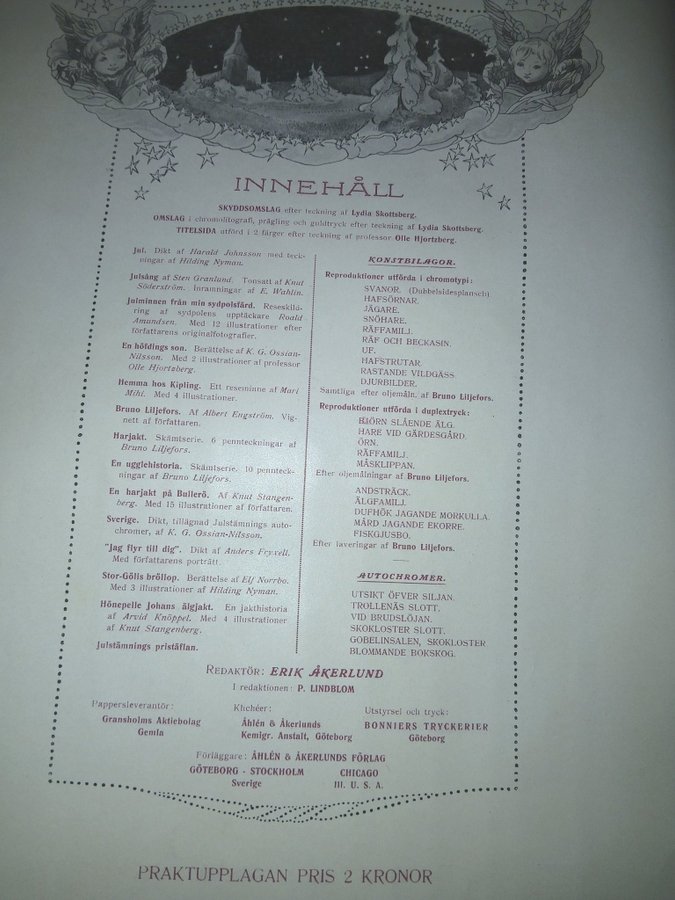 INNEHÅLL
SKYDDSOMSLAG efter teckning af Lydia Skottsberg.
OMSLAG i chromolitografi, prägling och guldtryck efter teckning af Lydia Skottsberg.
TITELSIDA utförd i 2 färger efter teckning af professor Olle Hjortzberg.
Jul. Dikt af Harald Johnsson med teck-
ningar af Hilding Nyman.
Julsång af Sten Granlund. Tonsatt af Knut
Söderström. Inramningar af E. Wahlin.
Julminnen från min sydpolsfärd. Reseskild-
ring af sydpolens upptäckare Roald
Amundsen. Med 12 illustrationer efter
författarens originalfotografier.
En höfdings son. Berättelse af K. G. Ossian-
Nilsson. Med 2 illustrationer af professor
Olle Hjortzberg.
Hemma hos Kipling. Ett reseminne af Mari
Mihi. Med 4 illustrationer.
Bruno Liljefors. Af Albert Engström. Vig-
nett af författaren.
Harjakt. Skämtserie. 6 pennteckningar af
Bruno Liljefors.
En ugglehistoria. Skämtserie. 10 pennteck-
ningar af Bruno Liljefors.
En harjakt på Bullerö. Af Knut Stangen-
berg. Med 15 illustrationer af författaren.
Sverige. Dikt, tillägnad Julstämnings auto-
chromer, af K. G. Ossian-Nilsson.
"Jag flyr till dig". Dikt af Anders Fryxell.
Med författarens porträtt.
Stor-Gölis bröllop. Berättelse af Elf Norrbo.
Med 3 illustrationer af Hilding Nyman.
Hönepelle Johans älgjakt. En jakthistoria
af Arvid Knöppel. Med 4 illustrationer
af Knut Stangenberg.
Julstämnings pristäflan.
KONSTBILAGOR.
Reproduktioner utförda i chromotypi:
SVANOR. (Dubbelsidesplansch)
HAFSÖRNAR.
JÄGARE.
SNÖHARE.
RÄFFAMILJ.
RÄF OCH BECKASIN.
UF.
HAFSTRUTAR.
RASTANDE VILDGÄSS.
DJURBILDER.
Samtliga efter oljemåln. af Bruno Liljefors.
Reproduktioner utförda i duplextryck:
BJÖRN SLÅENDE ÄLG.
HARE VID GÄRDESGÅRD.
ÖRN.
RÄFFAMILJ.
MÅSKLIPPAN.
Efter oljemålningar af Bruno Liljefors.
ANDSTRÄCK.
ÄLGFAMILJ.
DUFHÖK JAGANDE MORKULLA.
MÅRD JAGANDE EKORRE.
FISKGJUSBO.
Efter laveringar af Bruno Liljefors.
AUTOCHROMER.
UTSIKT ÖFVER SILJAN.
TROLLENÄS SLOTT.
VID BRUDSLÖJAN.
SKOKLOSTER SLOTT.
GOBELINSALEN, SKOKLOSTER
BLOMMANDE BOKSKOG.
REDAKTÖR: ERIK ÅKERLUND
I redaktionen: P. LINDBLOM
Pappersleverantör:
Gransholms Aktiebolag
Gemla
Klichéer:
Åhlén & Åkerlunds
Kemigr. Anstalt, Göteborg
Utstyrsel och tryck:
BONNIERS TRYCKERIER
Göteborg
Förläggare: ÅHLÉN & ÅKERLUNDS FÖRLAG
GÖTEBORG - STOCKHOLM CHICAGO
Sverige Ill. U. S. A.
PRAKTUPPLAGAN PRIS 2 KRONOR